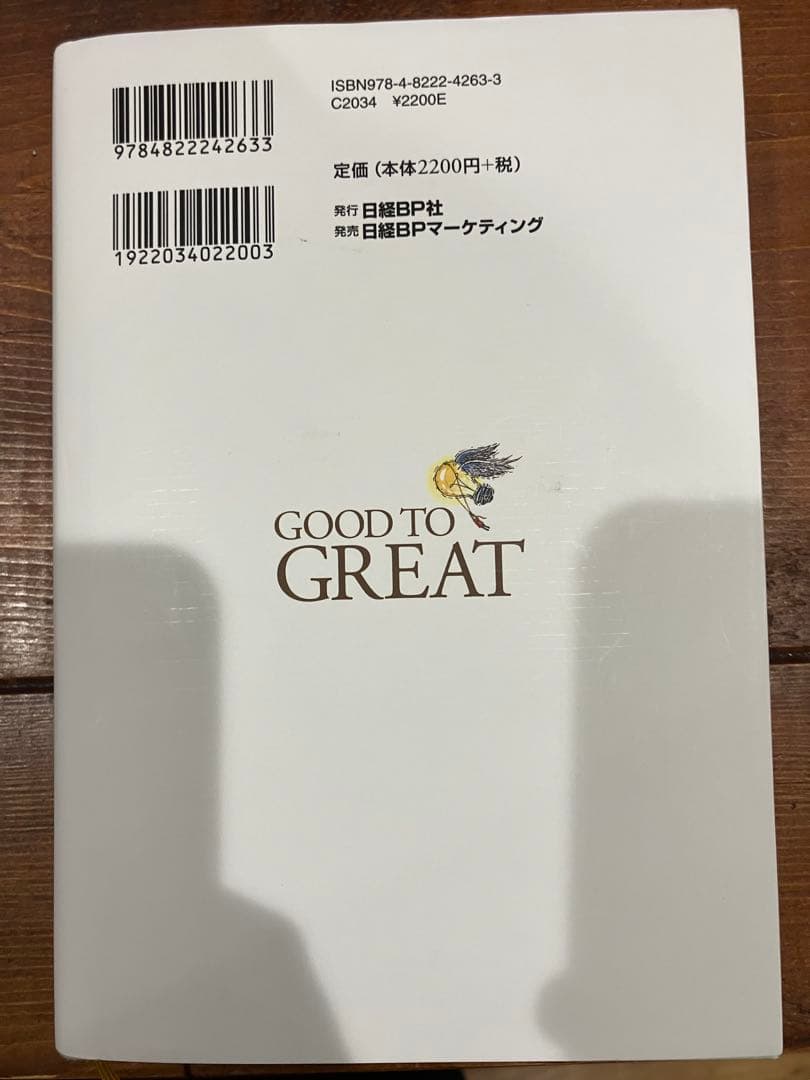 ISBN978-4-8222-4263-3
C2034 ¥2200E
9784822242633
定価（本体2200円+税）
発行 日経BP社
発売 日経BPマーケティング
1922034022003
GOOD TO
GREAT